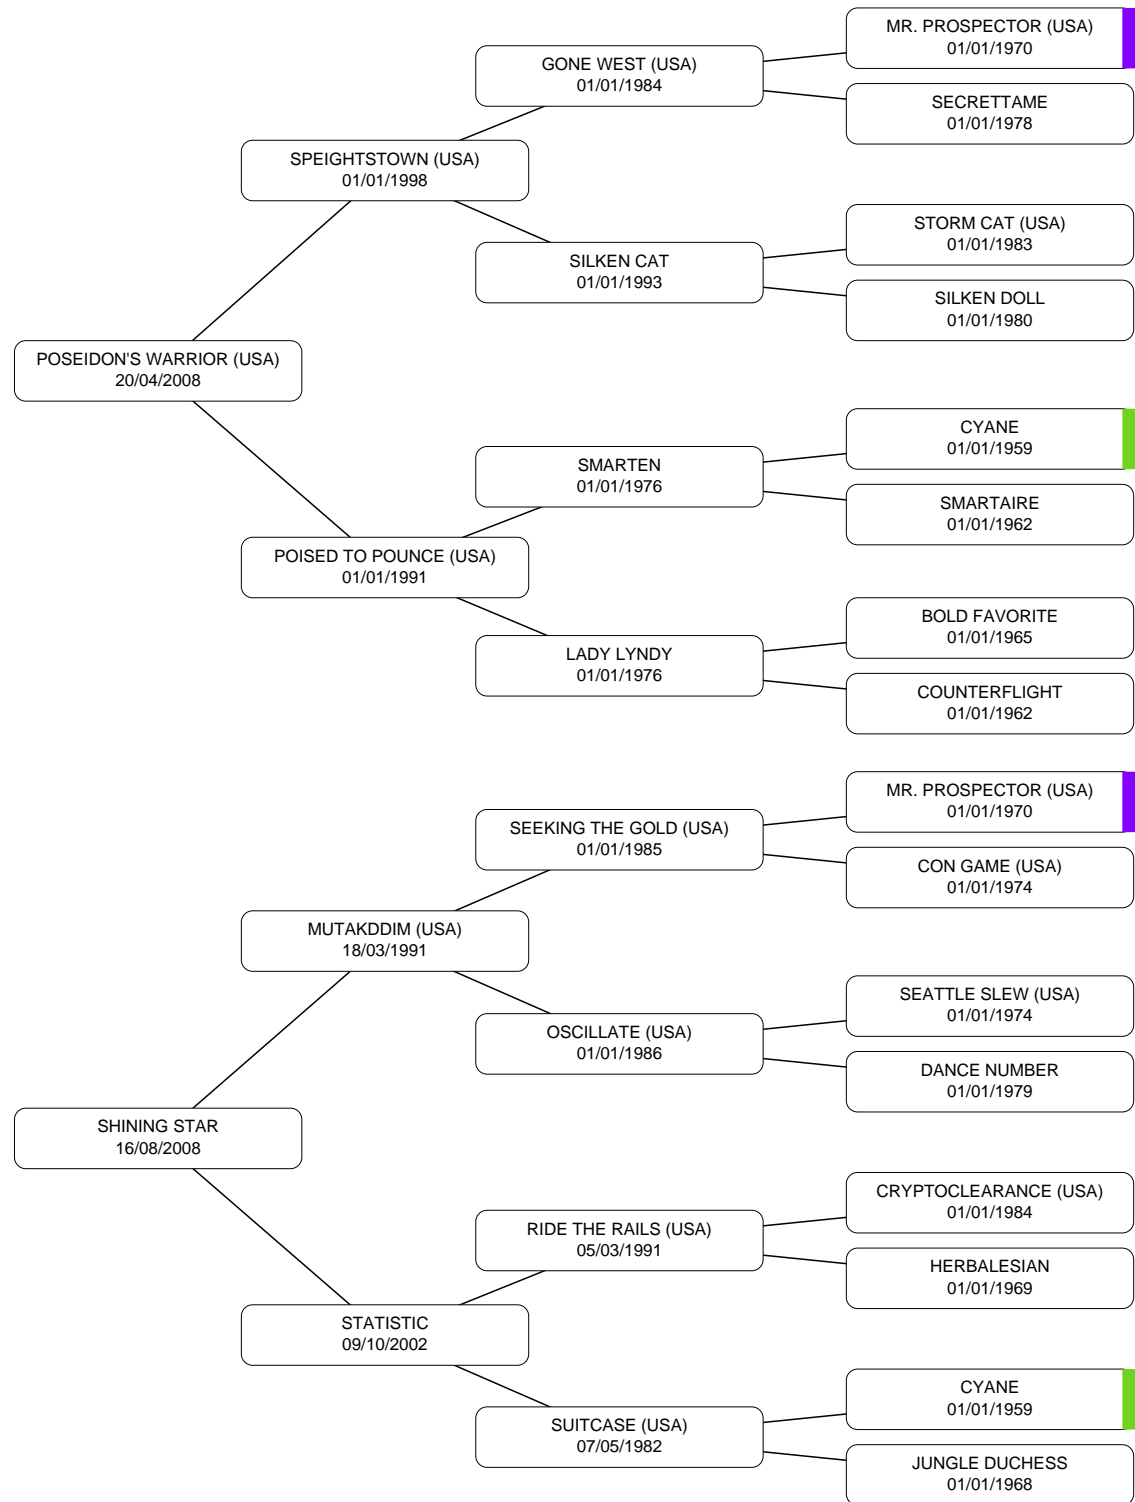 MR. PROSPECTOR (USA)
01/01/1970
GONE WEST (USA)
01/01/1984
SECRETTAME
01/01/1978
SPEIGHTSTOWN (USA)
01/01/1998
STORM CAT (USA)
01/01/1983
SILKEN CAT
01/01/1993
SILKEN DOLL
01/01/1980
POSEIDON'S WARRIOR (USA)
20/04/2008
CYANE
01/01/1959
SMARTEN
01/01/1976
SMARTAIRE
01/01/1962
POISED TO POUNCE (USA)
01/01/1991
BOLD FAVORITE
01/01/1965
LADY LYNDY
01/01/1976
COUNTERFLIGHT
01/01/1962
MR. PROSPECTOR (USA)
01/01/1970
SEEKING THE GOLD (USA)
01/01/1985
CON GAME (USA)
01/01/1974
MUTAKDDIM (USA)
18/03/1991
SEATTLE SLEW (USA)
01/01/1974
OSCILLATE (USA)
01/01/1986
DANCE NUMBER
01/01/1979
SHINING STAR
16/08/2008
CRYPTOCLEARANCE (USA)
01/01/1984
RIDE THE RAILS (USA)
05/03/1991
HERBALESIAN
01/01/1969
STATISTIC
09/10/2002
CYANE
01/01/1959
SUITCASE (USA)
07/05/1982
JUNGLE DUCHESS
01/01/1968